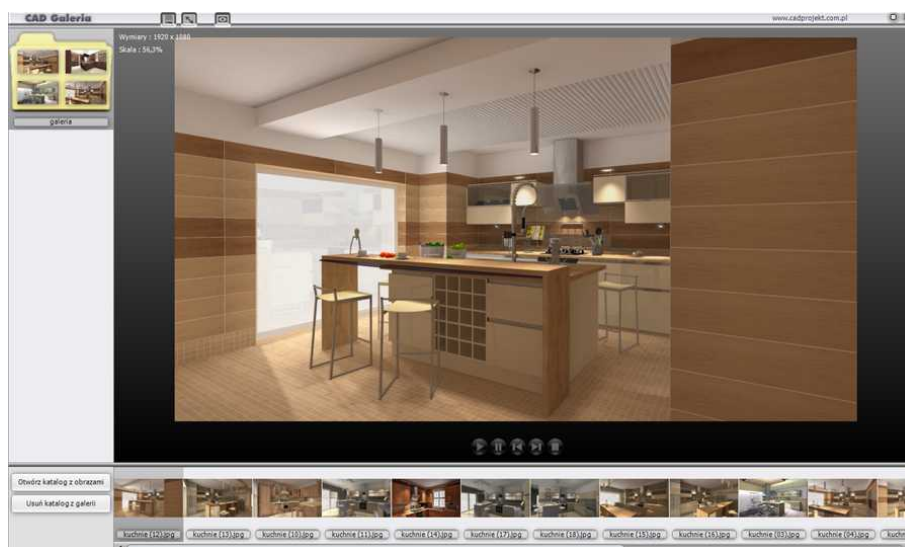 CAD Galeria
www.cadprojekt.com.pl
Wymiary : 1920 x 1080
Skala : 56,3%
galeria
Otwórz katalog z obrazami
Usuń katalog z galerii
kuchnie (12).jpg
kuchnie (13).jpg
kuchnie (10).jpg
kuchnie (11).jpg
kuchnie (14).jpg
kuchnie (17).jpg
kuchnie (18).jpg
kuchnie (15).jpg
kuchnie (16).jpg
kuchnie (03).jpg
kuchnie (04).jpg